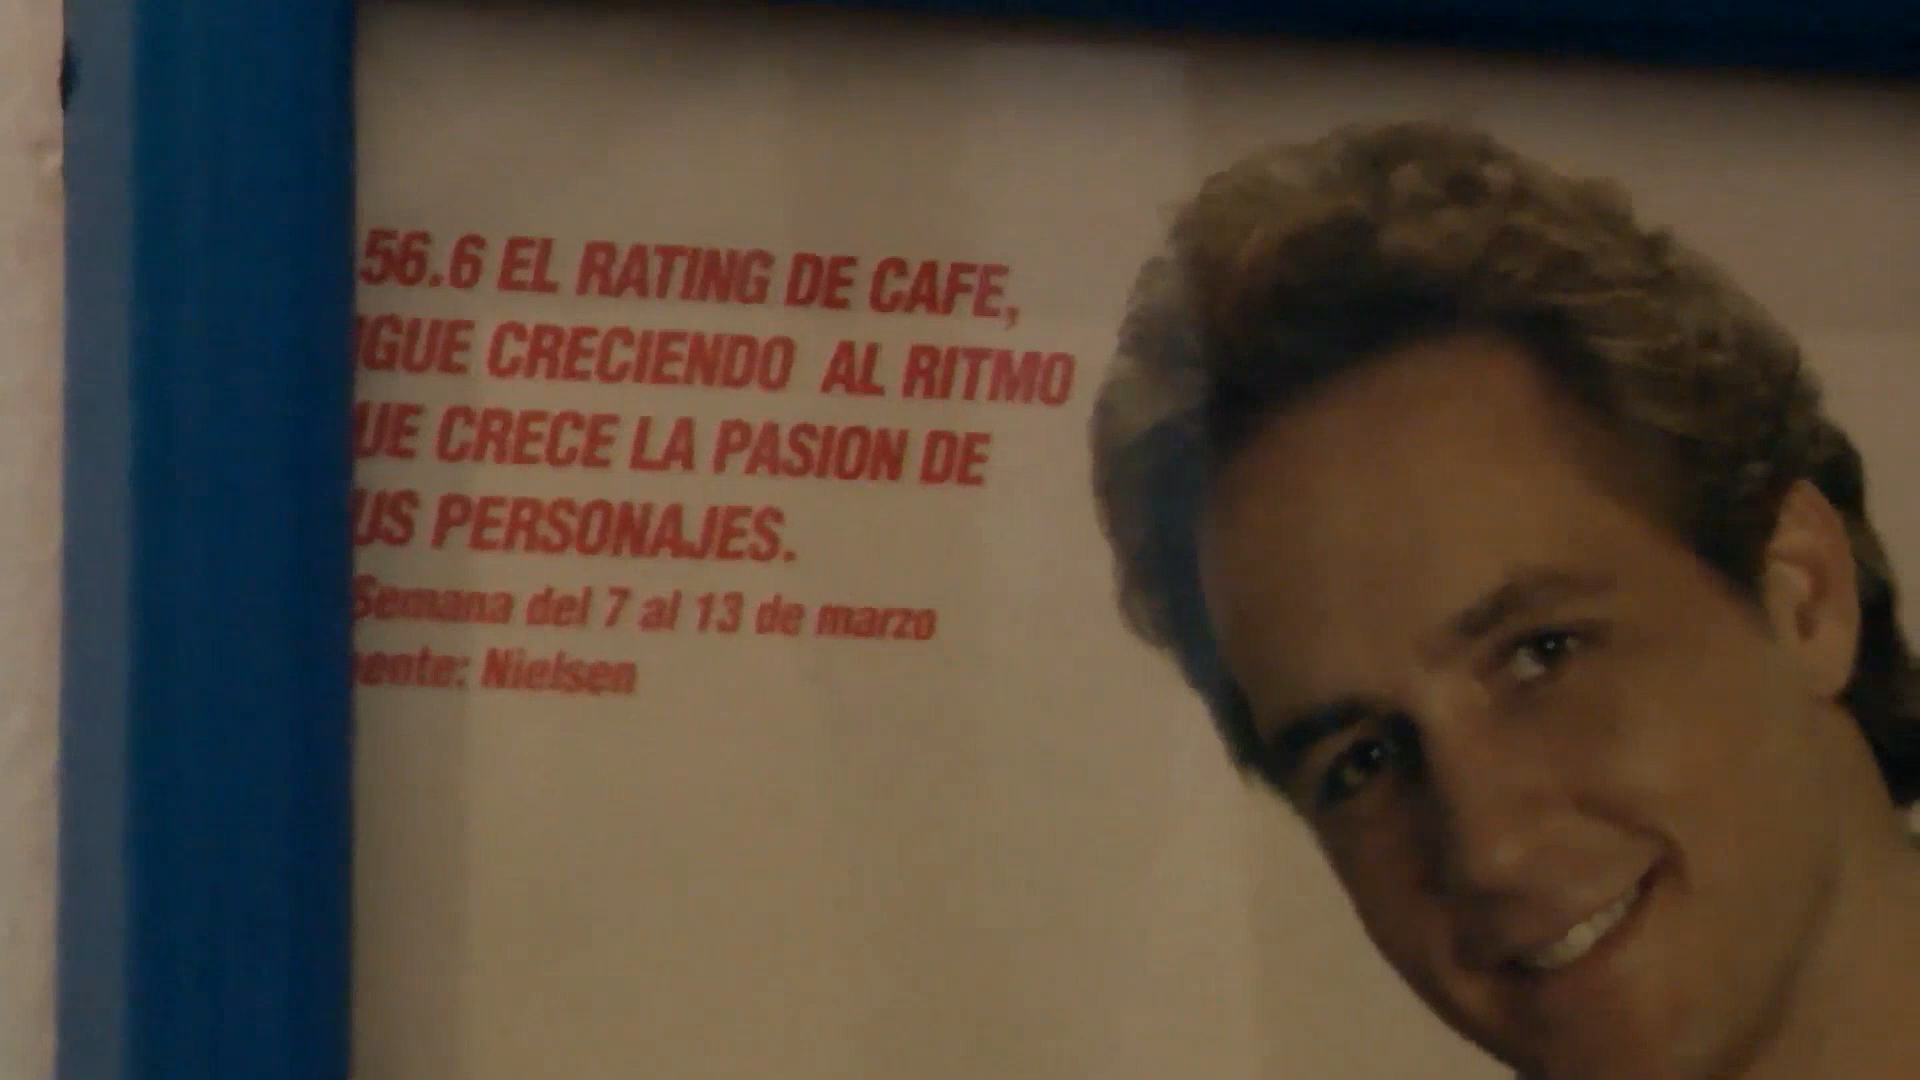 56.6 EL RATING DE CAFE,
IGUE CRECIENDO AL RITMO
UE CRECE LA PASION DE
US PERSONAJES.
Semana del 7 al 13 de marzo
uente: Nielsen